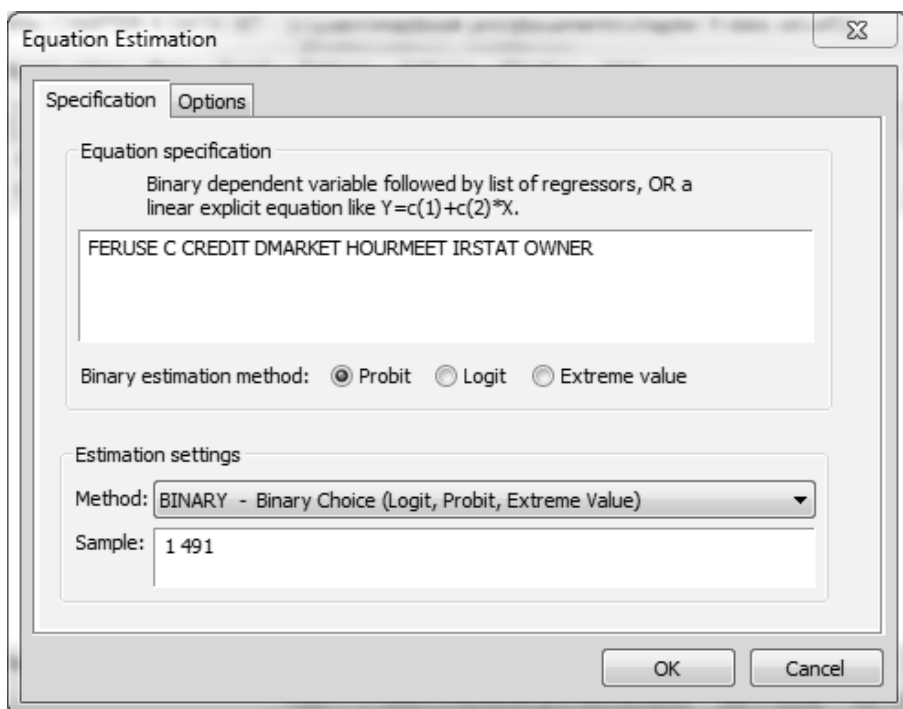 Equation Estimation
Specification Options
Equation specification
Binary dependent variable followed by list of regressors, OR a
linear explicit equation like Y=c(1)+c(2)*X.
FERUSE C CREDIT DMARKET HOURMEET IRSTAT OWNER
Binary estimation method: Probit Logit Extreme value
Estimation settings
Method: BINARY - Binary Choice (Logit, Probit, Extreme Value)
Sample: 1 491
OK Cancel